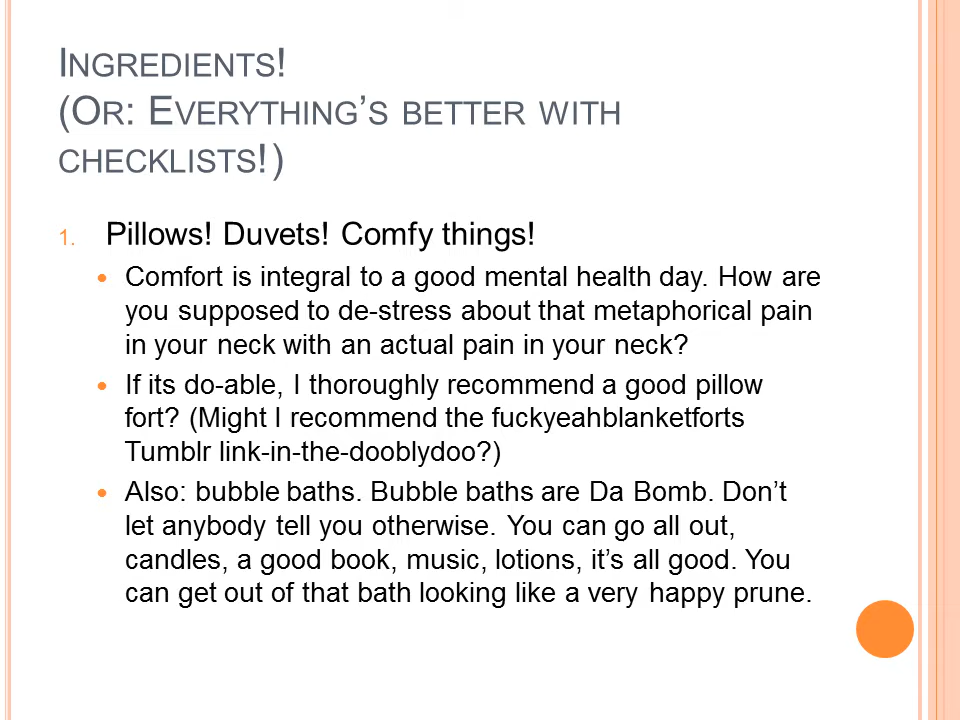 Ingredients!
(Or: Everything’s better with
checklists!)
1. Pillows! Duvets! Comfy things!
• Comfort is integral to a good mental health day. How are
you supposed to de-stress about that metaphorical pain
in your neck with an actual pain in your neck?
• If its do-able, I thoroughly recommend a good pillow
fort? (Might I recommend the fuckyeahblanketforts
Tumblr link-in-the-dooblydoo?)
• Also: bubble baths. Bubble baths are Da Bomb. Don’t
let anybody tell you otherwise. You can go all out,
candles, a good book, music, lotions, it’s all good. You
can get out of that bath looking like a very happy prune.